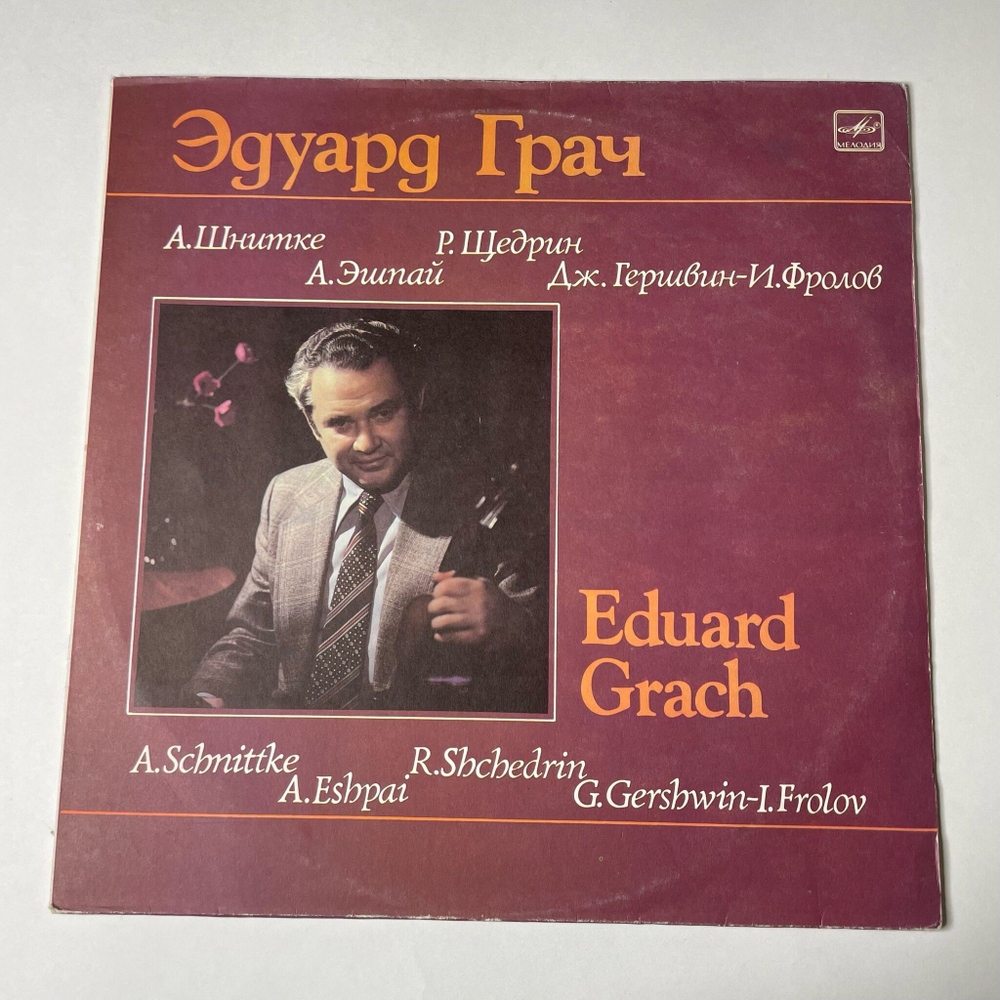 Эдуард Грач
МЕЛОДИЯ
А.Шнитке
Р.Щедрин
А.Эшпай
Дж. Гершвин-И.Фролов
Eduard
Grach
A.Schnittke
R.Shchedrin
A.Eshpai
G.Gershwin-I.Frolov